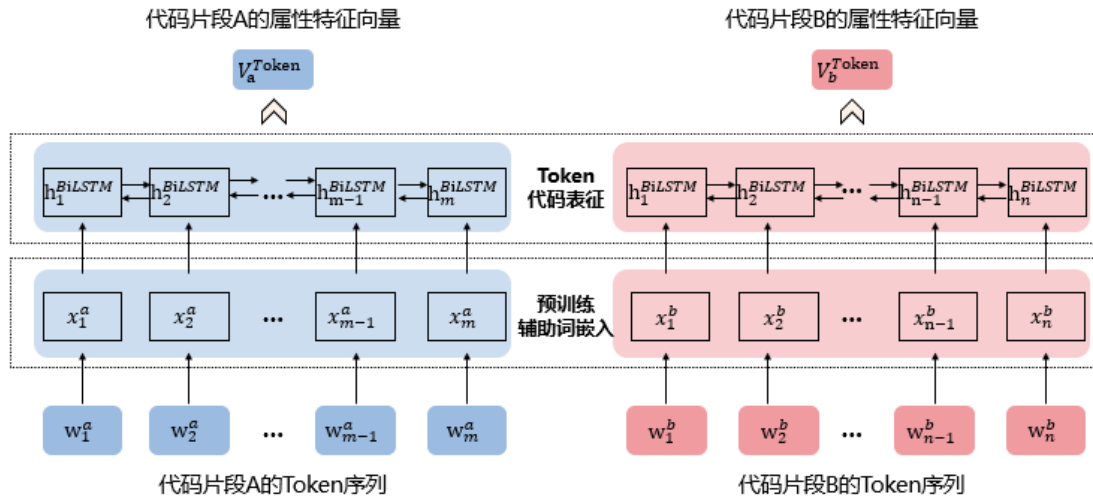 代码片段A的属性特征向量 代码片段B的属性特征向量
V_a^Token V_b^Token
h_1^BiLSTM h_2^BiLSTM ... h_m−1^BiLSTM h_m^BiLSTM Token 代码表征 h_1^BiLSTM h_2^BiLSTM ... h_n−1^BiLSTM h_n^BiLSTM
x_1^a x_2^a ... x_m−1^a x_m^a 预训练 辅助词嵌入 x_1^b x_2^b ... x_n−1^b x_n^b
w_1^a w_2^a ... w_m−1^a w_m^a w_1^b w_2^b ... w_n−1^b w_n^b
代码片段A的Token序列 代码片段B的Token序列